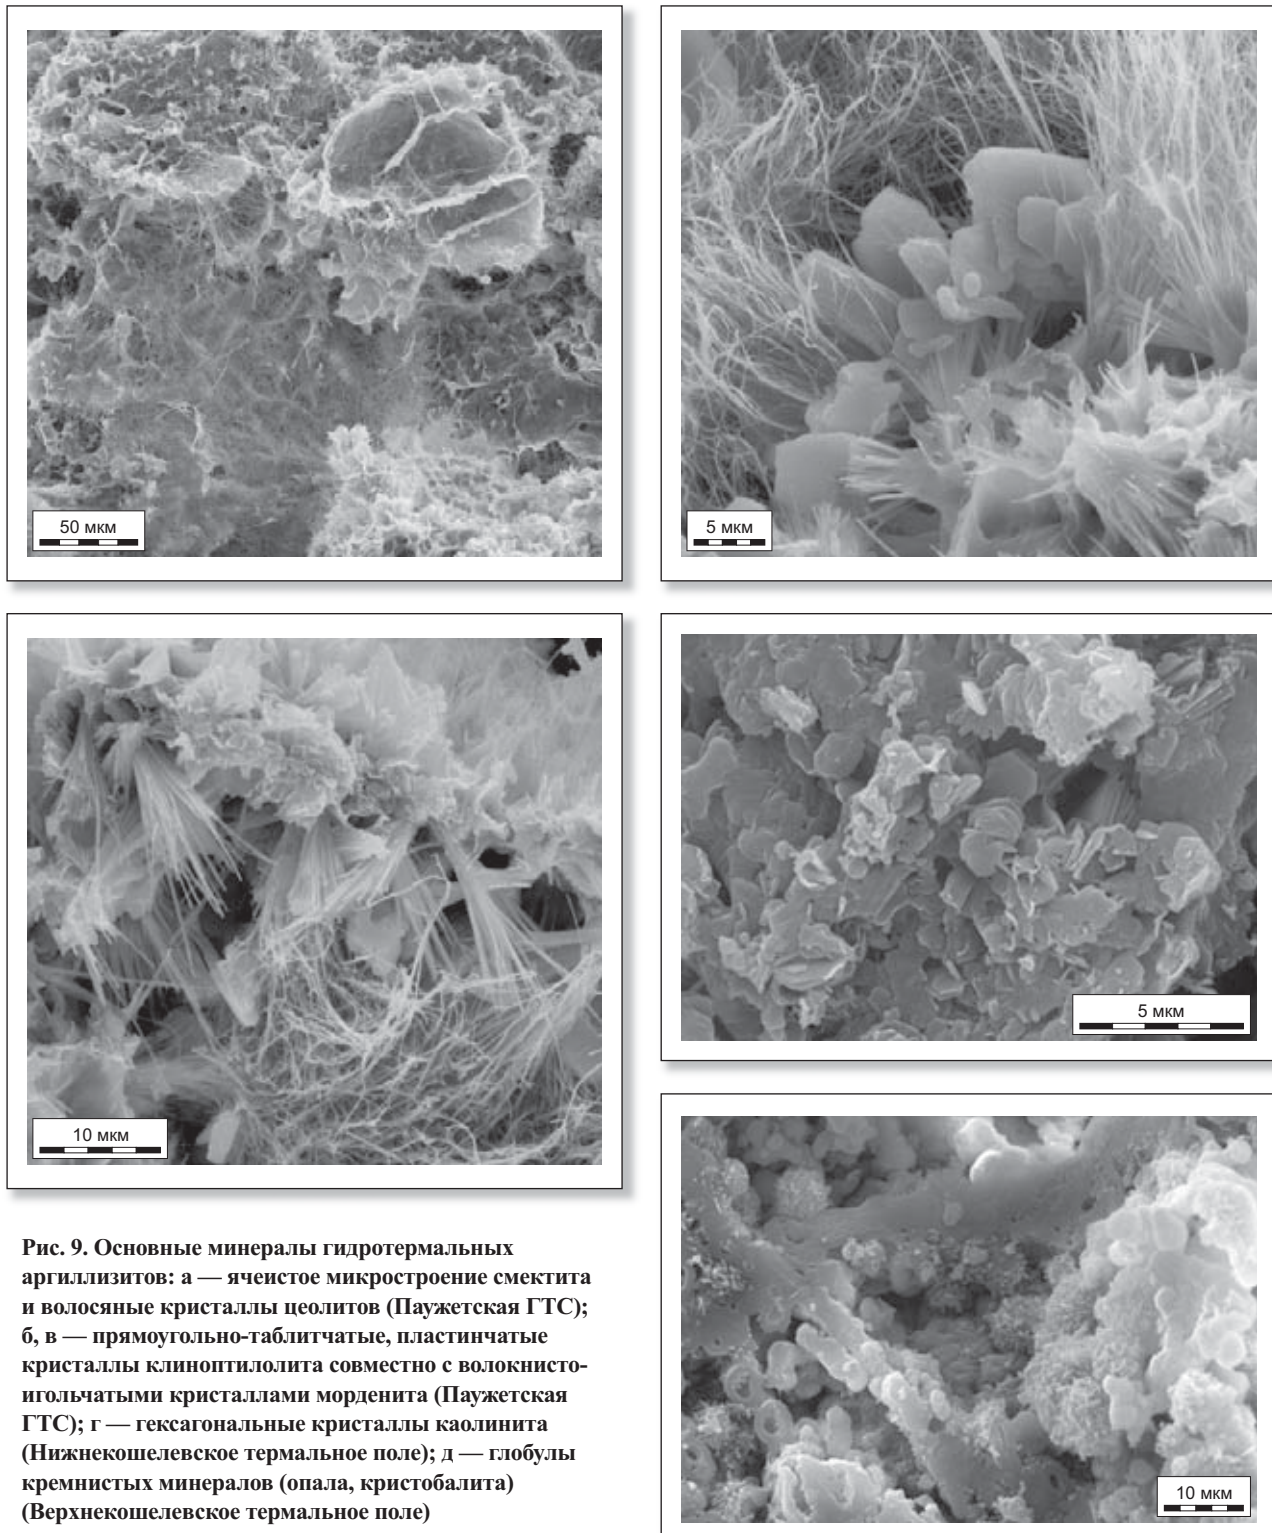 50 мкм
5 мкм
10 мкм
5 мкм
Рис. 9. Основные минералы гидротермальных
аргиллизитов: а — ячеистое микростроение смектита
и волосяные кристаллы цеолитов (Паужетская ГТС);
б, в — прямоугольно-таблитчатые, пластинчатые
кристаллы клиноптилолита совместно с волокнисто-
игольчатыми кристаллами морденита (Паужетская
ГТС); г — гексагональные кристаллы каолинита
(Нижнекошелевское термальное поле); д — глобулы
кремнистых минералов (опала, кристобалита)
(Верхнекошелевское термальное поле)
10 мкм